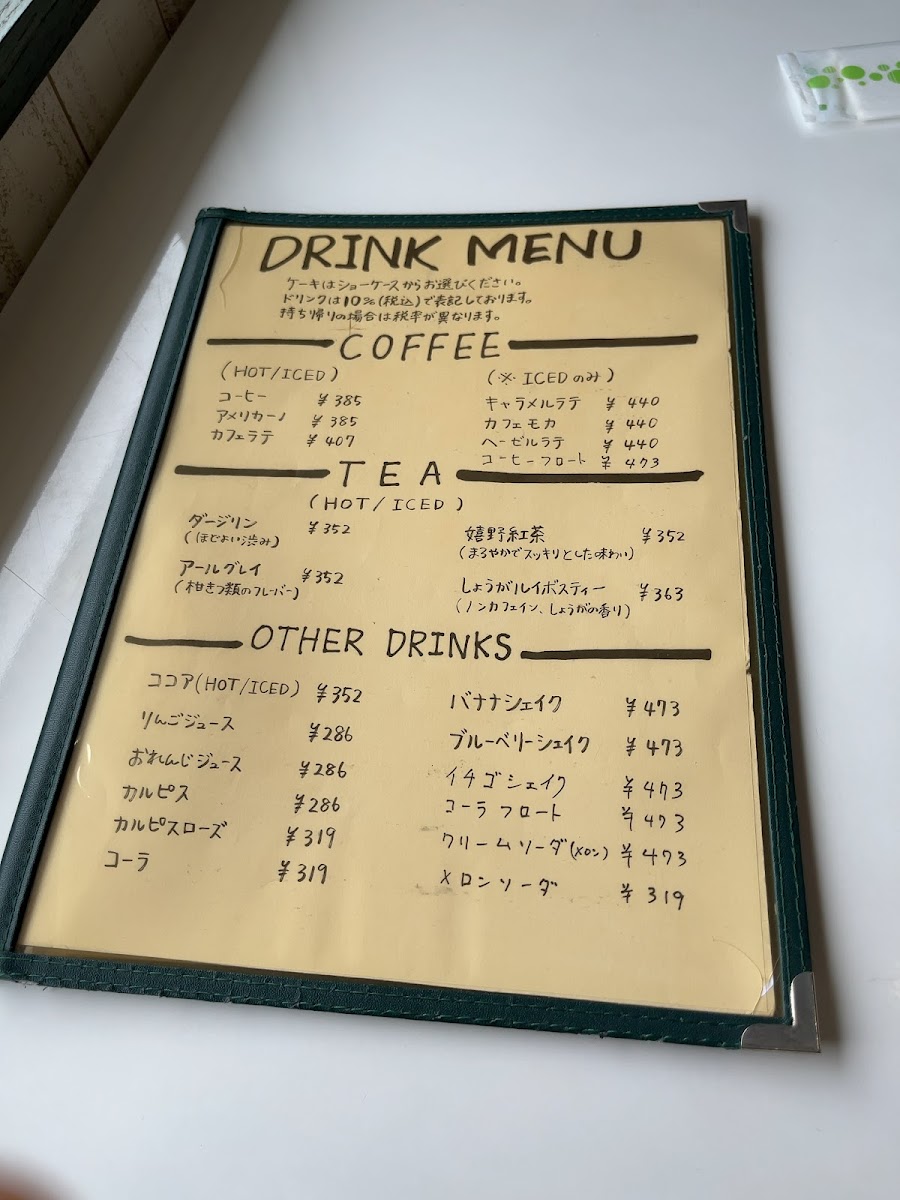 DRINK MENU
ケーキはショーケースからお選びください。
ドリンクは10%(税込)で表記しております。
持ち帰りの場合は税率が異なります。
COFFEE
(HOT/ICED)
コーヒー ¥385
アメリカーノ ¥385
カフェラテ ¥407
(※ ICEDのみ)
キャラメルラテ ¥440
カフェモカ ¥440
ヘーゼルラテ ¥440
コーヒーフロート ¥473
TEA
(HOT/ICED)
ダージリン ¥352
(ほどよい渋み)
アールグレイ ¥352
(柑きつ類のフレーバー)
嬉野紅茶 ¥352
(まろやかでスッキリとした味わい)
しょうがルイボスティー ¥363
(ノンカフェイン、しょうがの香り)
OTHER DRINKS
ココア(HOT/ICED) ¥352
りんごジュース ¥286
おれんじジュース ¥286
カルピス ¥286
カルピスローズ ¥319
コーラ ¥319
バナナシェイク ¥473
ブルーベリーシェイク ¥473
イチゴシェイク ¥473
コーラフロート ¥473
クリームソーダ(メロン) ¥473
メロンソーダ ¥319